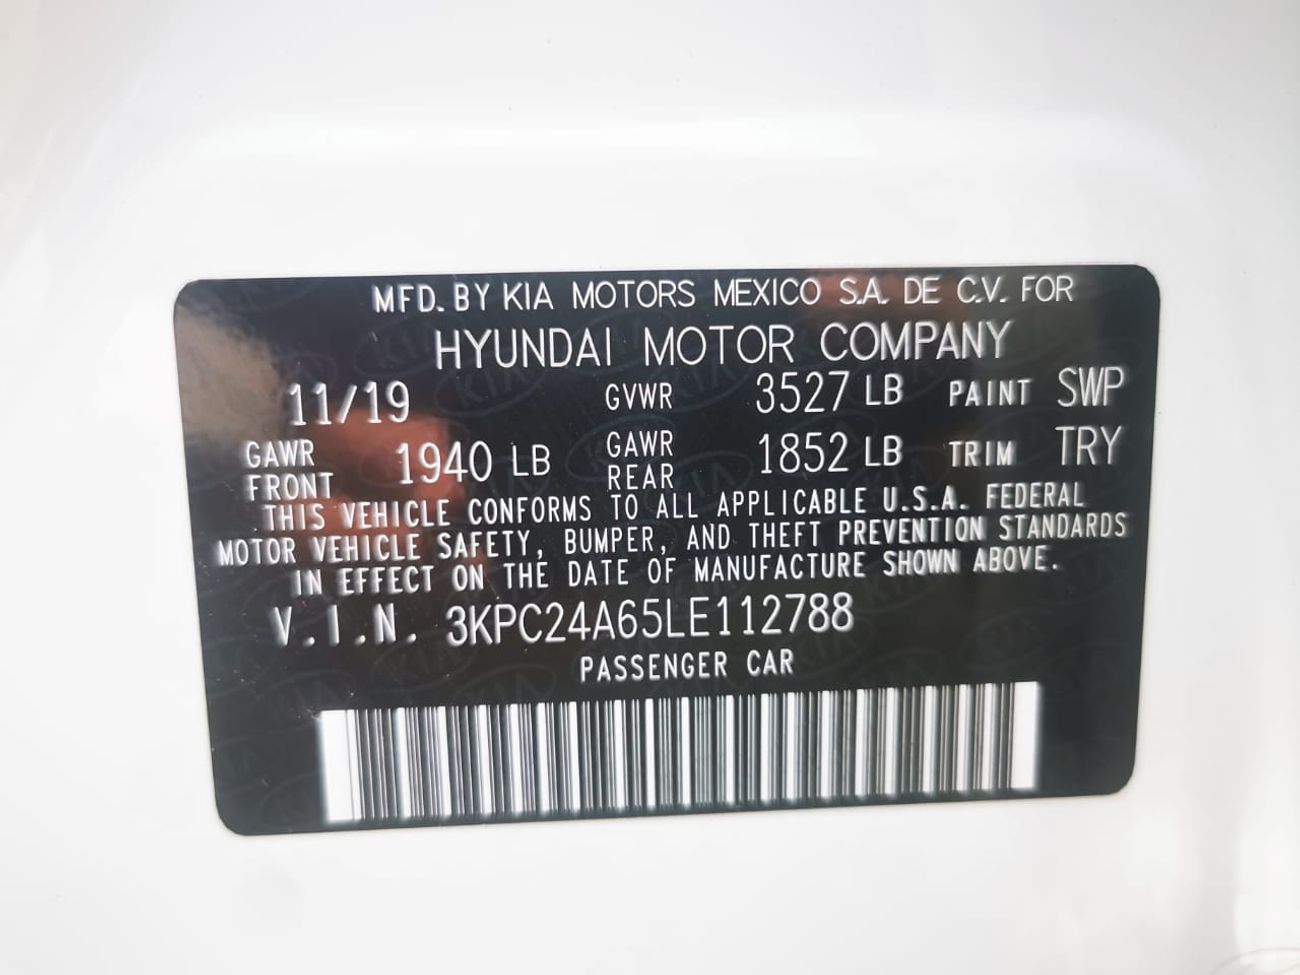 MFD. BY KIA MOTORS MEXICO S.A. DE C.V. FOR
HYUNDAI MOTOR COMPANY
11/19 GVWR 3527 LB PAINT SWP
GAWR FRONT 1940 LB GAWR REAR 1852 LB TRIM TRY
THIS VEHICLE CONFORMS TO ALL APPLICABLE U.S.A. FEDERAL
MOTOR VEHICLE SAFETY, BUMPER, AND THEFT PREVENTION STANDARDS
IN EFFECT ON THE DATE OF MANUFACTURE SHOWN ABOVE.
V.I.N. 3KPC24A65LE112788
PASSENGER CAR